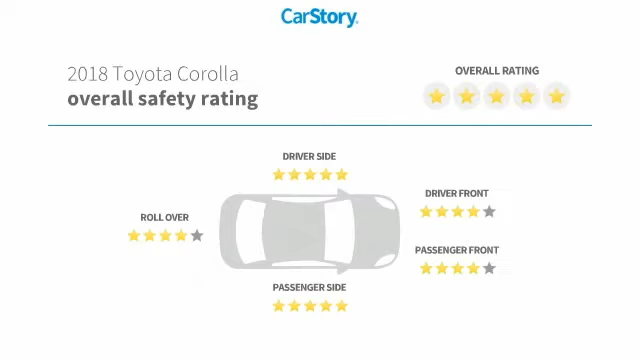 CarStory®
2018 Toyota Corolla
overall safety rating
OVERALL RATING
DRIVER SIDE
DRIVER FRONT
ROLL OVER
PASSENGER FRONT
PASSENGER SIDE